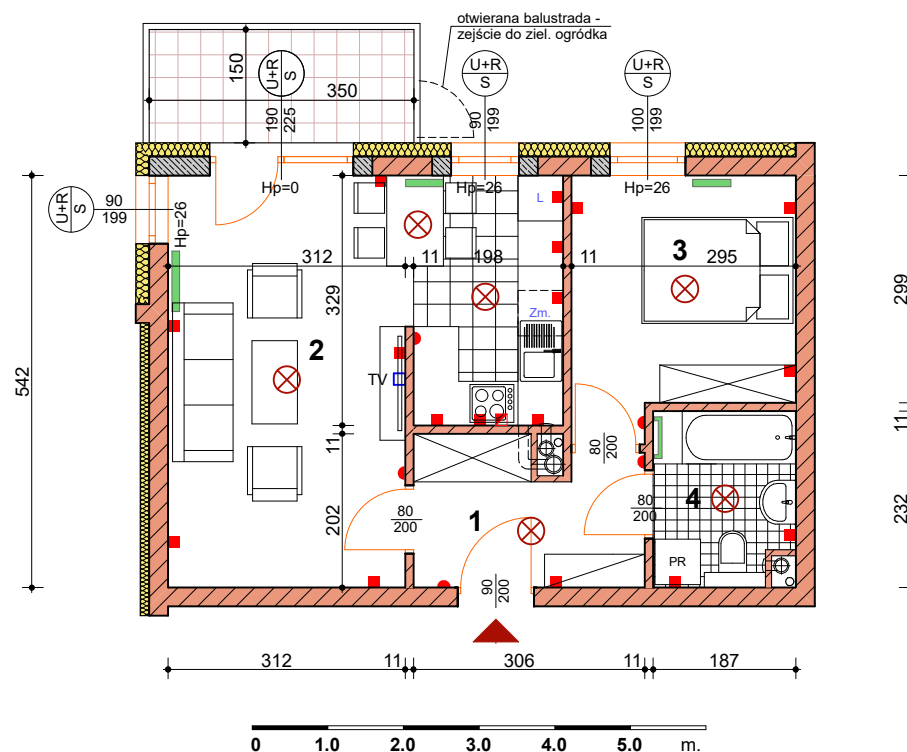 otwierana balustrada -
zejście do ziel. ogródka
U+R
S
U+R
S
U+R
S
150
350
190
225
90
199
100
199
Hp=0
Hp=26
Hp=26
U+R
S
90
199
Hp=26
L
3
312
11
198
11
295
299
329
Zm.
2
TV
542
11
11
80
200
1
80
200
4
80
200
202
232
PR
90
200
312
11
306
11
187
0
1.0
2.0
3.0
4.0
5.0
m.